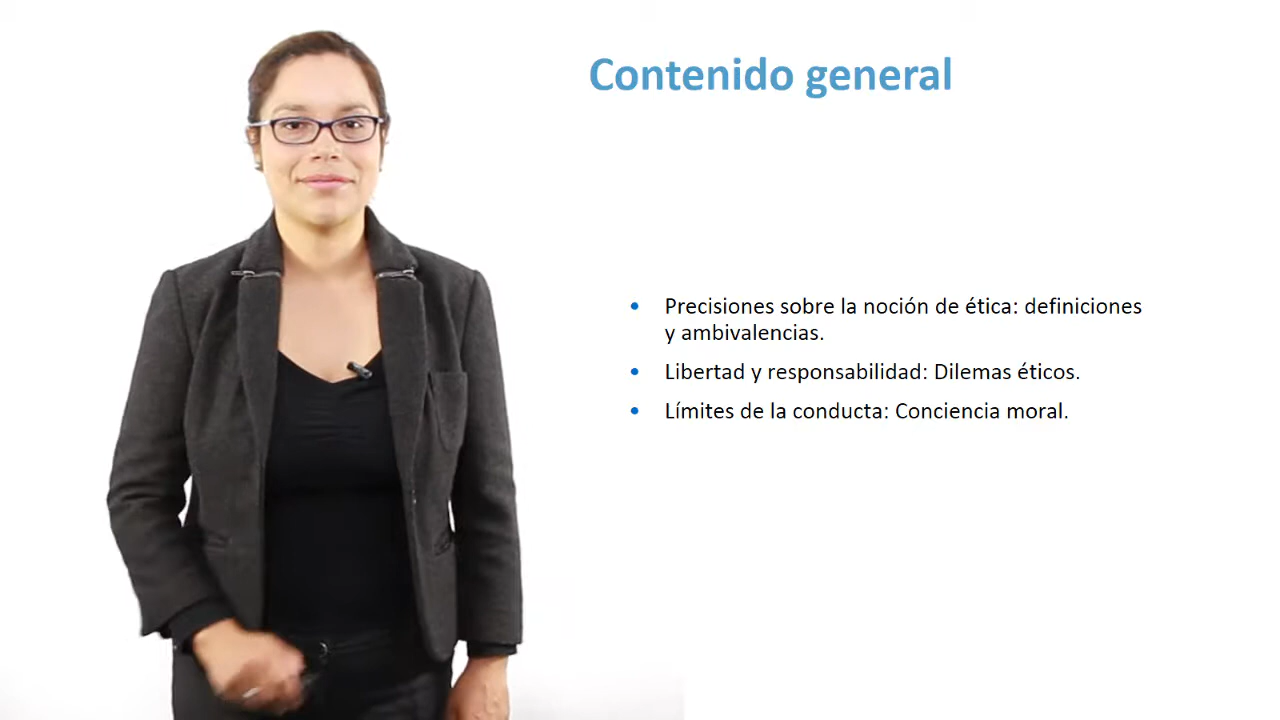 Contenido general
• Precisiones sobre la noción de ética: definiciones
y ambivalencias.
• Libertad y responsabilidad: Dilemas éticos.
• Límites de la conducta: Conciencia moral.